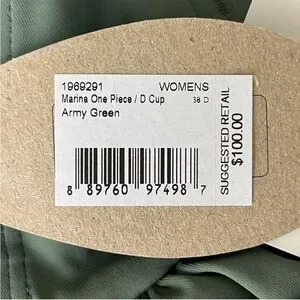 1969291 WOMENS
Marina One Piece / D Cup 38 D
Army Green
8 89760 97498 7
SUGGESTED RETAIL
$100.00